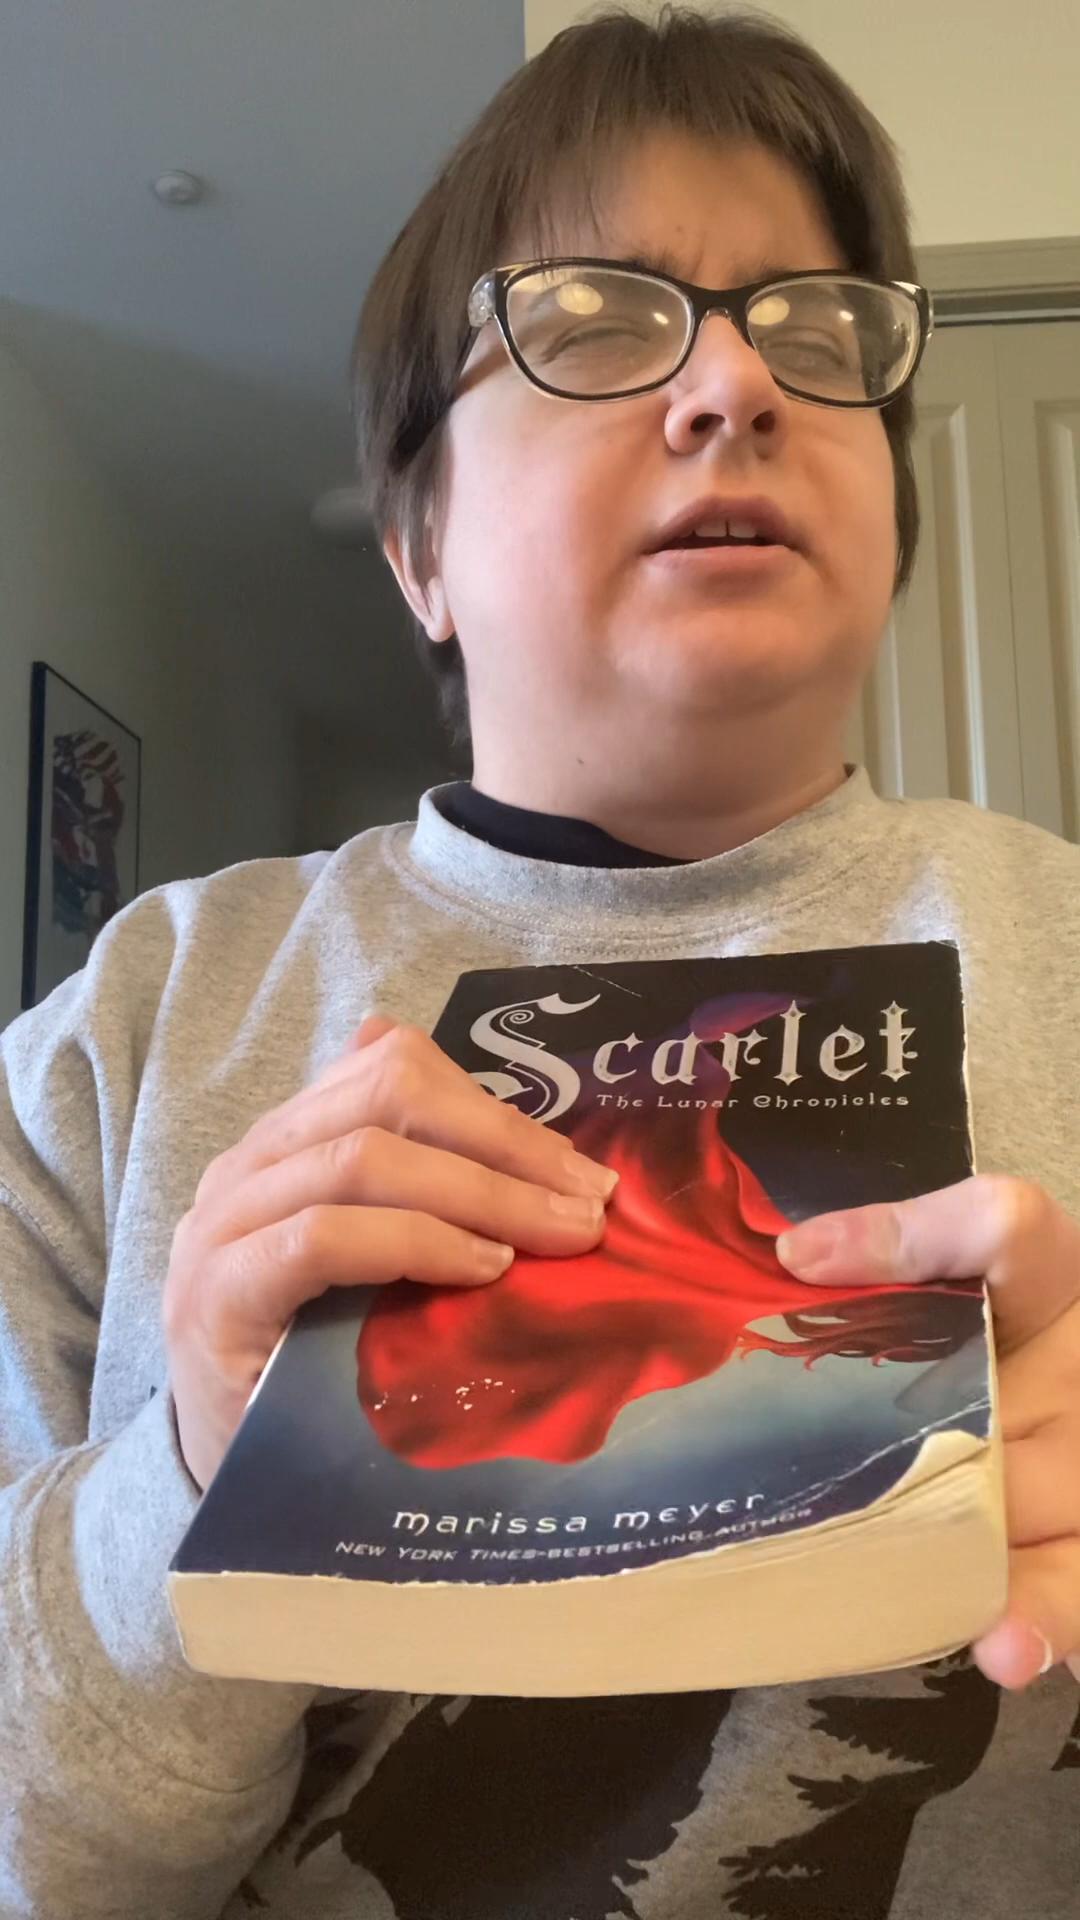 Scarlet
The Lunar Chronicles
marissa meyer
NEW YORK TIMES-BESTSELLING AUTHOR